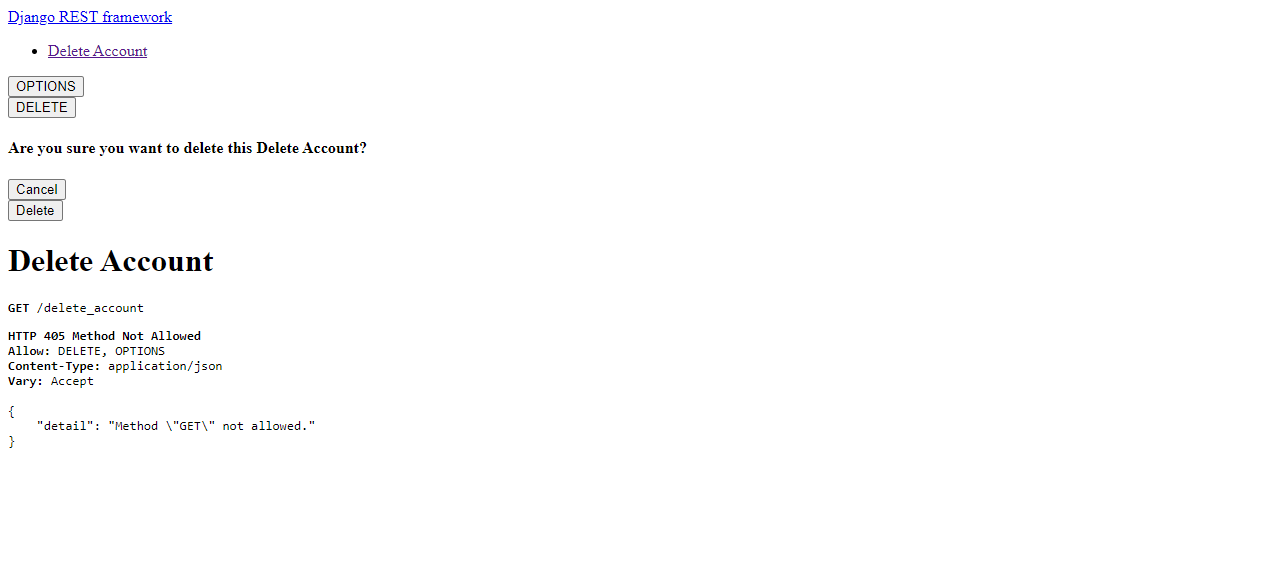 Django REST framework
Delete Account
OPTIONS
DELETE
Are you sure you want to delete this Delete Account?
Cancel
Delete
Delete Account
GET /delete_account
HTTP 405 Method Not Allowed
Allow: DELETE, OPTIONS
Content-Type: application/json
Vary: Accept
{
    "detail": "Method \"GET\" not allowed."
}